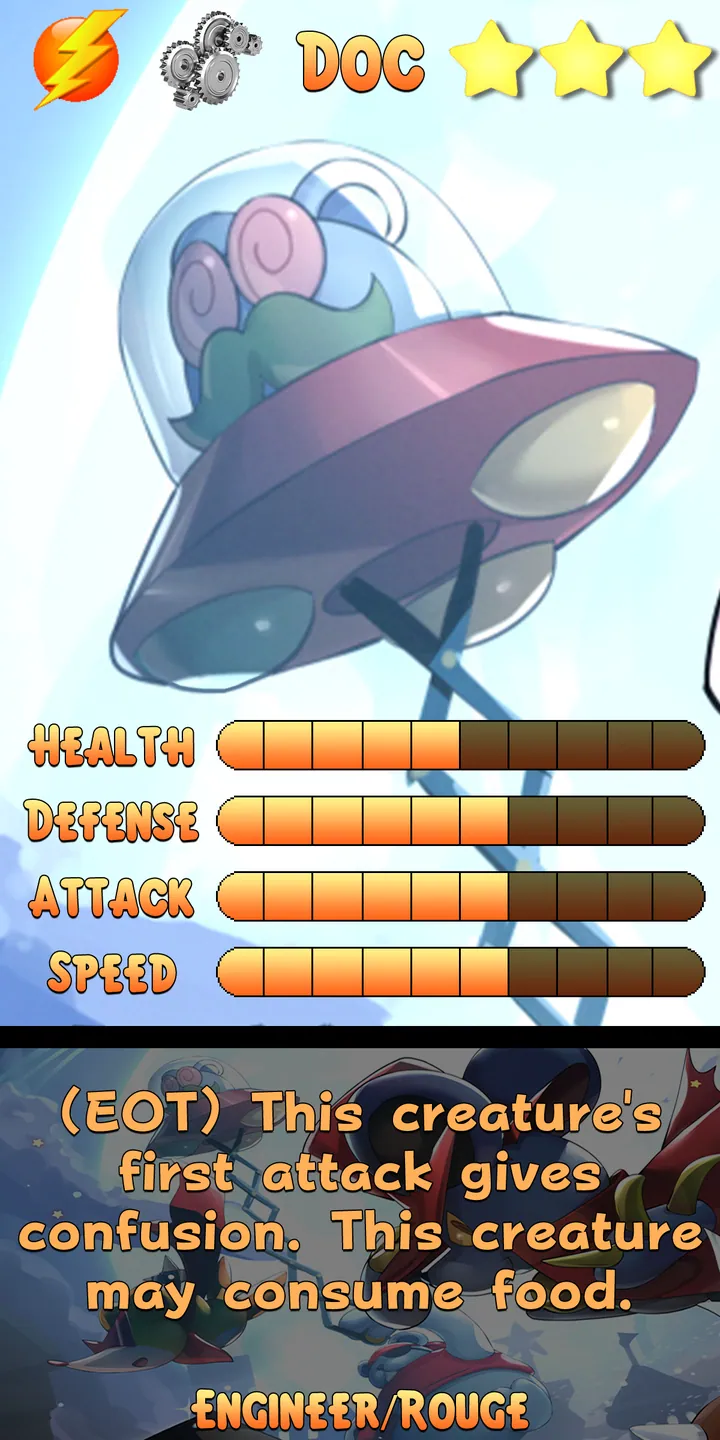 DOC
HEALTH
DEFENSE
ATTACK
SPEED
(EOT) This creature's
first attack gives
confusion. This creature
may consume food.
ENGINEER/ROUGE